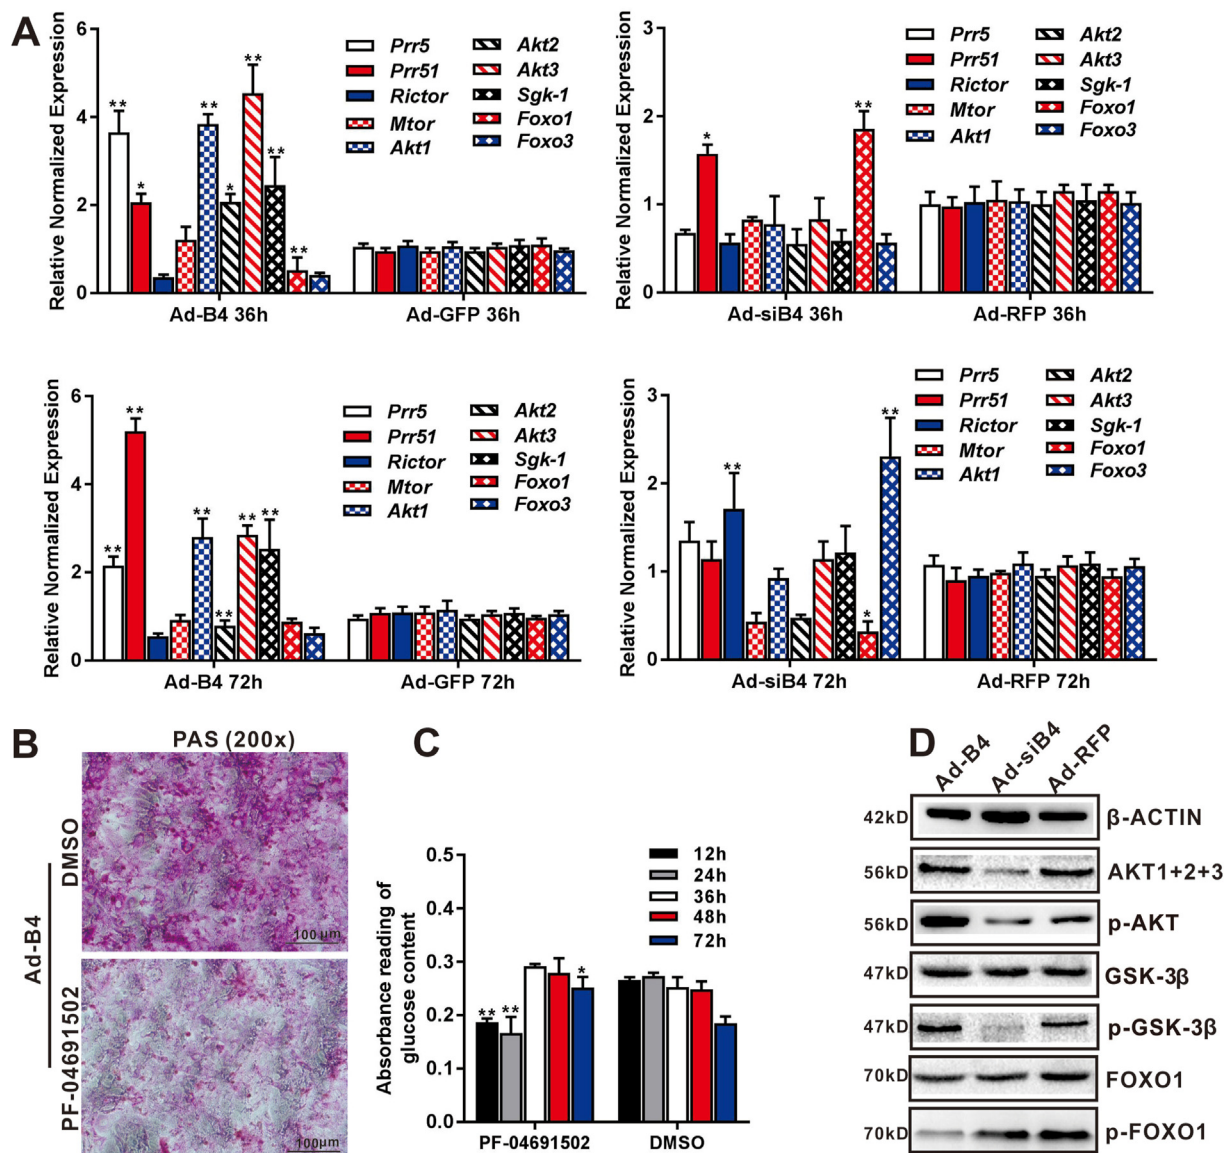 A
Relative Normalized Expression
6
4
2
0
** * ** * ** ** **
Prr5
Prr51
Rictor
Mtor
Akt1
Akt2
Akt3
Sgk-1
Foxo1
Foxo3
Ad-B4 36h
Ad-GFP 36h
Relative Normalized Expression
3
2
1
0
* **
Prr5
Prr51
Rictor
Mtor
Akt1
Akt2
Akt3
Sgk-1
Foxo1
Foxo3
Ad-siB4 36h
Ad-RFP 36h
Relative Normalized Expression
6
4
2
0
** ** ** ** ** **
Prr5
Prr51
Rictor
Mtor
Akt1
Akt2
Akt3
Sgk-1
Foxo1
Foxo3
Ad-B4 72h
Ad-GFP 72h
Relative Normalized Expression
3
2
1
0
** * **
Prr5
Prr51
Rictor
Mtor
Akt1
Akt2
Akt3
Sgk-1
Foxo1
Foxo3
Ad-siB4 72h
Ad-RFP 72h
B
PAS (200x)
Ad-B4
DMSO
100 µm
PF-04691502
100µm
C
Absorbance reading of
glucose content
0.5
0.4
0.3
0.2
0.1
0.0
** ** *
12h
24h
36h
48h
72h
PF-04691502
DMSO
D
Ad-B4
Ad-siB4
Ad-RFP
42kD β-ACTIN
56kD AKT1+2+3
56kD p-AKT
47kD GSK-3β
47kD p-GSK-3β
70kD FOXO1
70kD p-FOXO1